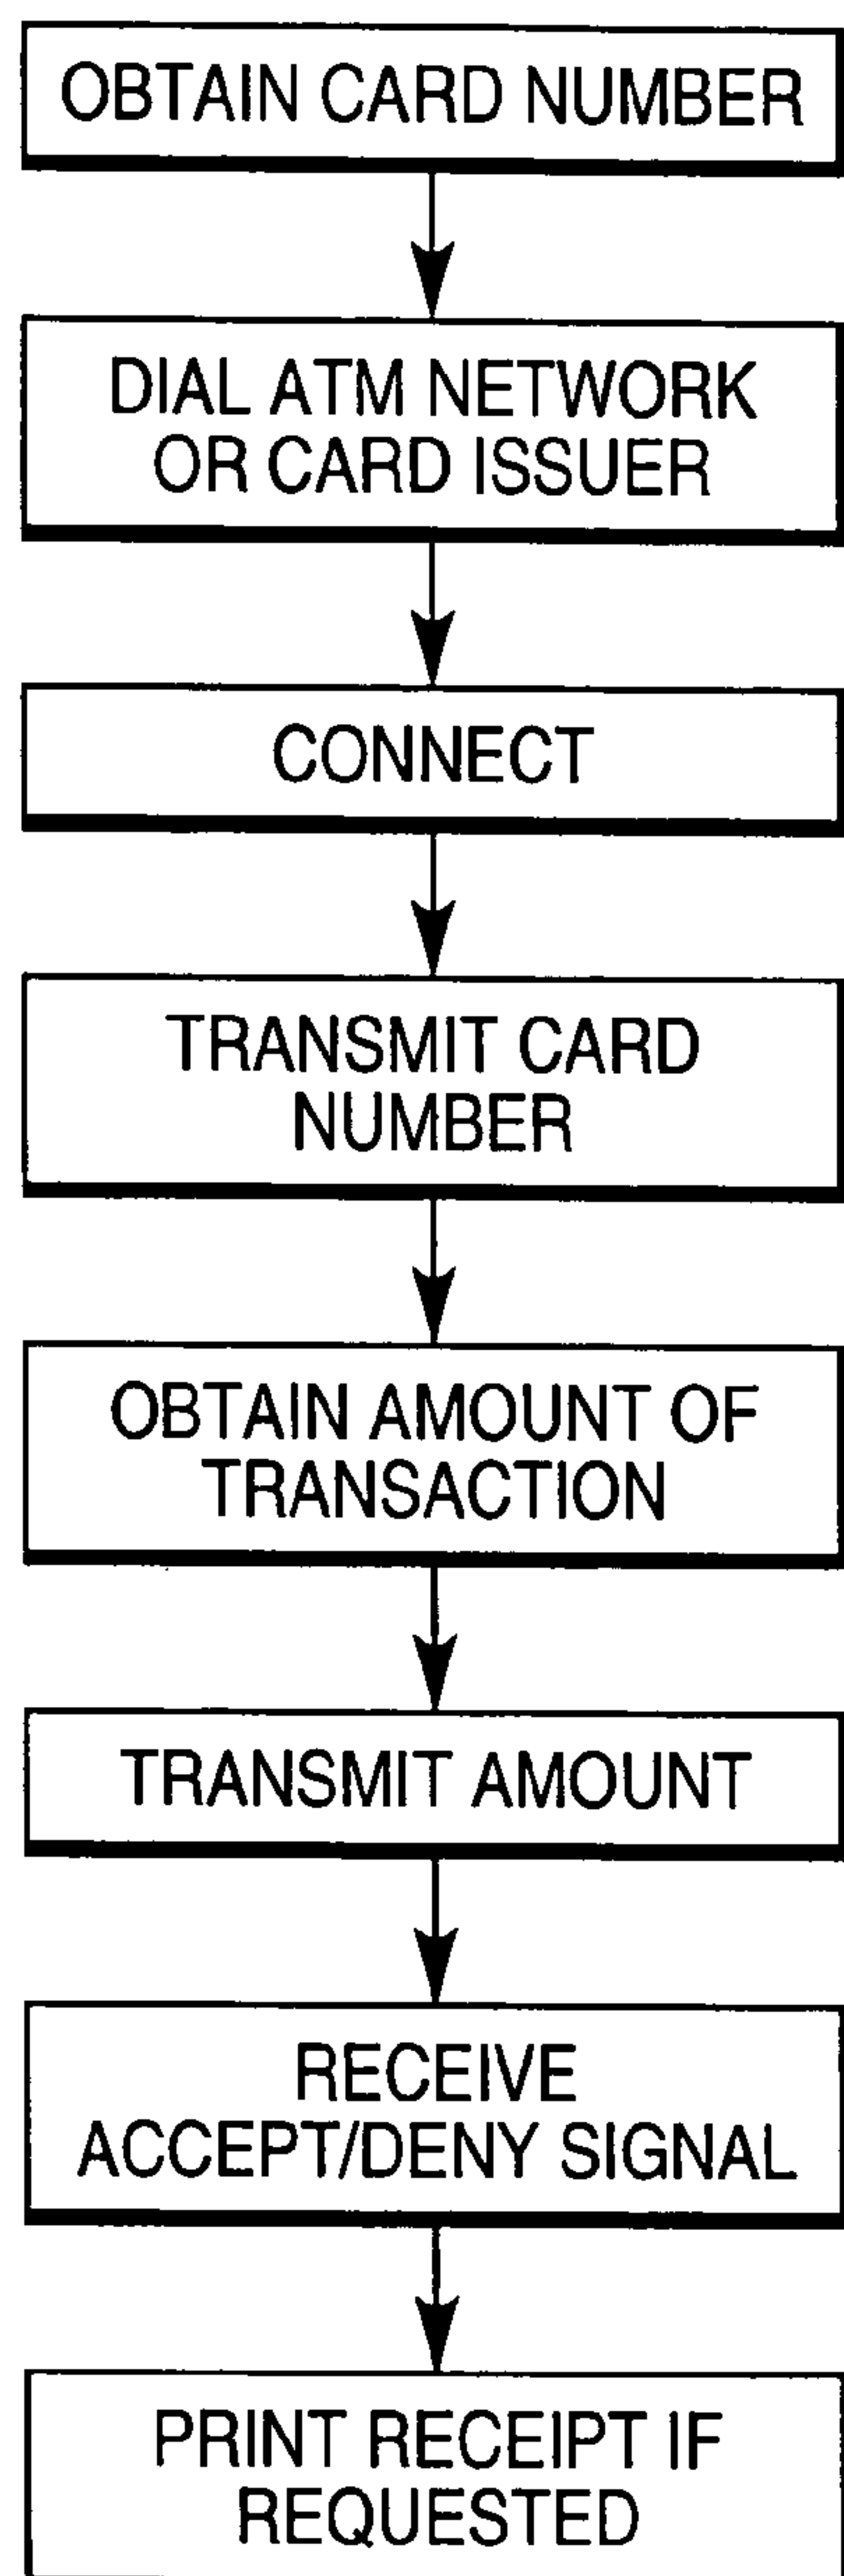 OBTAIN CARD NUMBER
DIAL ATM NETWORK
OR CARD ISSUER
CONNECT
TRANSMIT CARD
NUMBER
OBTAIN AMOUNT OF
TRANSACTION
TRANSMIT AMOUNT
RECEIVE
ACCEPT/DENY SIGNAL
PRINT RECEIPT IF
REQUESTED